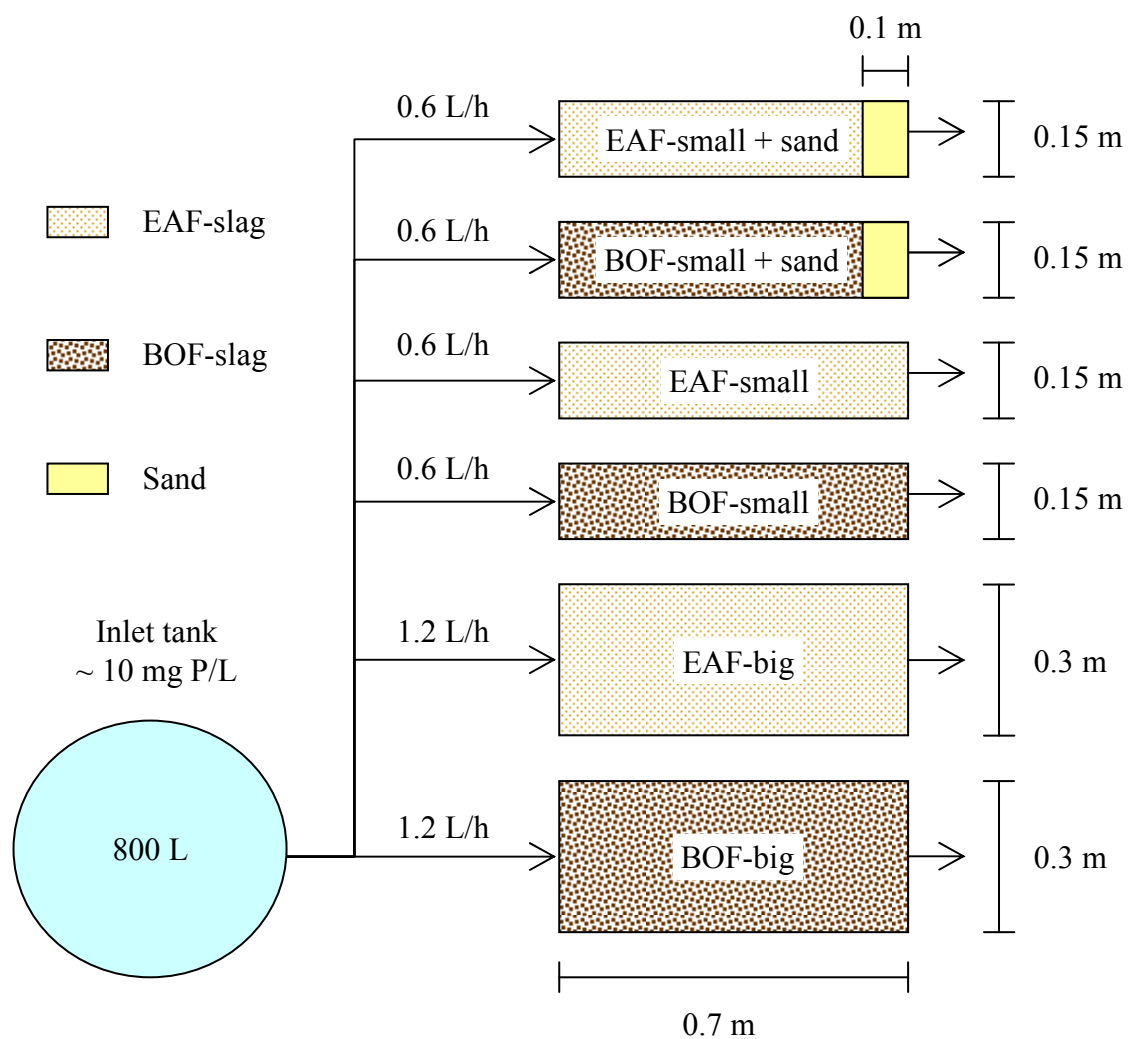 0.1 m
0.6 L/h
EAF-small + sand
0.15 m
EAF-slag
0.6 L/h
BOF-small + sand
0.15 m
BOF-slag
0.6 L/h
EAF-small
0.15 m
Sand
0.6 L/h
BOF-small
0.15 m
Inlet tank
~ 10 mg P/L
1.2 L/h
EAF-big
0.3 m
800 L
1.2 L/h
BOF-big
0.3 m
0.7 m